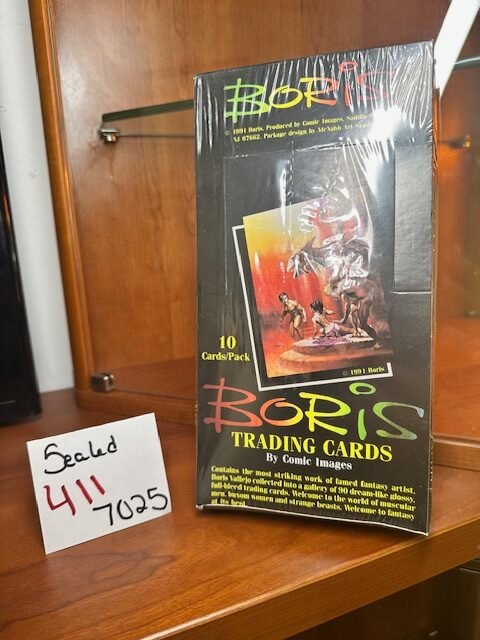 BORIS
© 1991 Boris. Produced by Comic Images, Saddle
NJ 07662. Package design by McNabb Art
10
Cards/Pack
© 1991 Boris
BORIS
TRADING CARDS
By Comic Images
Contains the most striking work of famed fantasy artist,
Boris Vallejo collected into a gallery of 90 dream-like glossy,
full-bleed trading cards. Welcome to the world of muscular
men, buxom women and strange beasts. Welcome to fantasy
at its best.
Sealed
411
7025